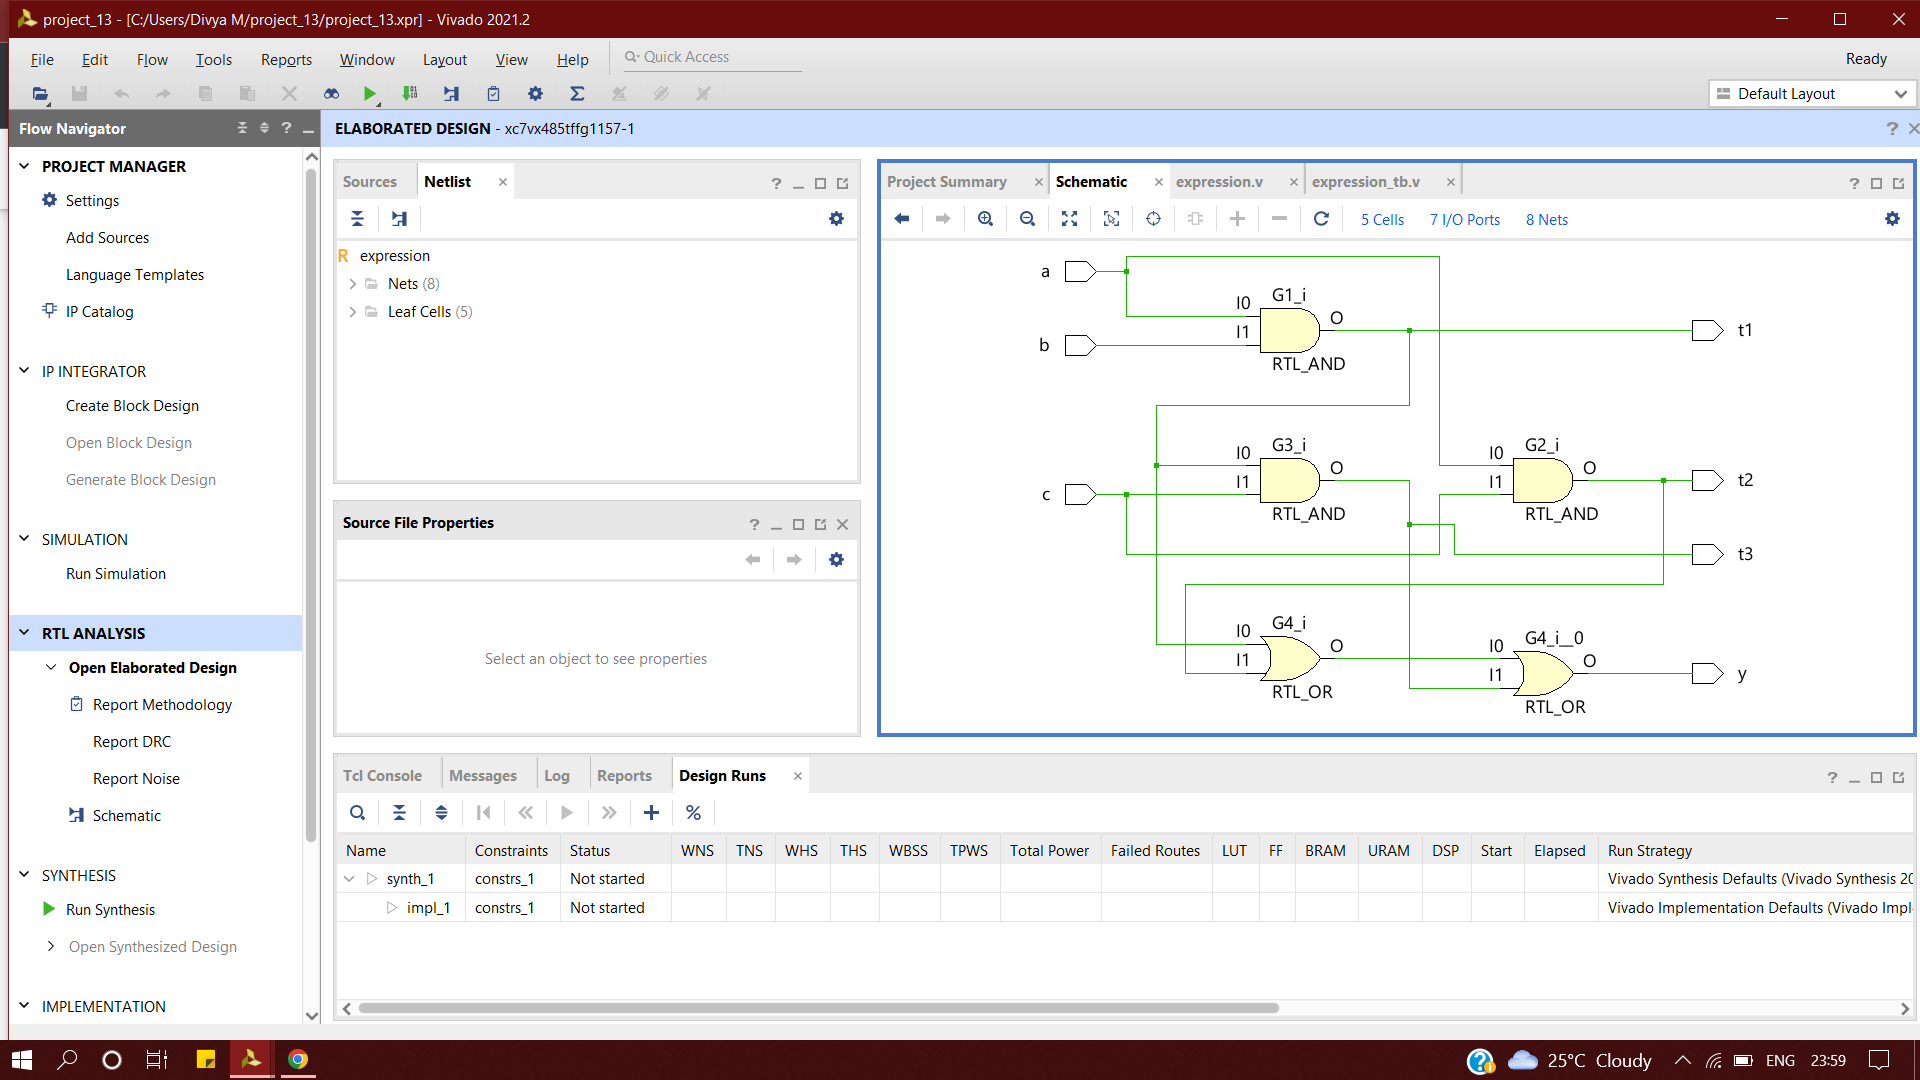 project_13 - [C:/Users/Divya M/project_13/project_13.xpr] - Vivado 2021.2
File Edit Flow Tools Reports Window Layout View Help Quick Access Ready
Default Layout
Flow Navigator
ELABORATED DESIGN - xc7vx485tffg1157-1
PROJECT MANAGER
Settings
Add Sources
Language Templates
IP Catalog
IP INTEGRATOR
Create Block Design
Open Block Design
Generate Block Design
SIMULATION
Run Simulation
RTL ANALYSIS
Open Elaborated Design
Report Methodology
Report DRC
Report Noise
Schematic
SYNTHESIS
Run Synthesis
Open Synthesized Design
IMPLEMENTATION
Sources Netlist
R expression
Nets (8)
Leaf Cells (5)
Source File Properties
Select an object to see properties
Project Summary Schematic expression.v expression_tb.v
5 Cells 7 I/O Ports 8 Nets
a
b
c
I0 G1_i O
I1
RTL_AND
t1
I0 G3_i O
I1
RTL_AND
I0 G2_i O
I1
RTL_AND
t2
t3
I0 G4_i O
I1
RTL_OR
I0 G4_i__0 O
I1
RTL_OR
y
Tcl Console Messages Log Reports Design Runs
Name Constraints Status WNS TNS WHS THS WBSS TPWS Total Power Failed Routes LUT FF BRAM URAM DSP Start Elapsed Run Strategy
synth_1 constrs_1 Not started Vivado Synthesis Defaults (Vivado Synthesis 20
impl_1 constrs_1 Not started Vivado Implementation Defaults (Vivado Impl
25°C Cloudy ENG 23:59